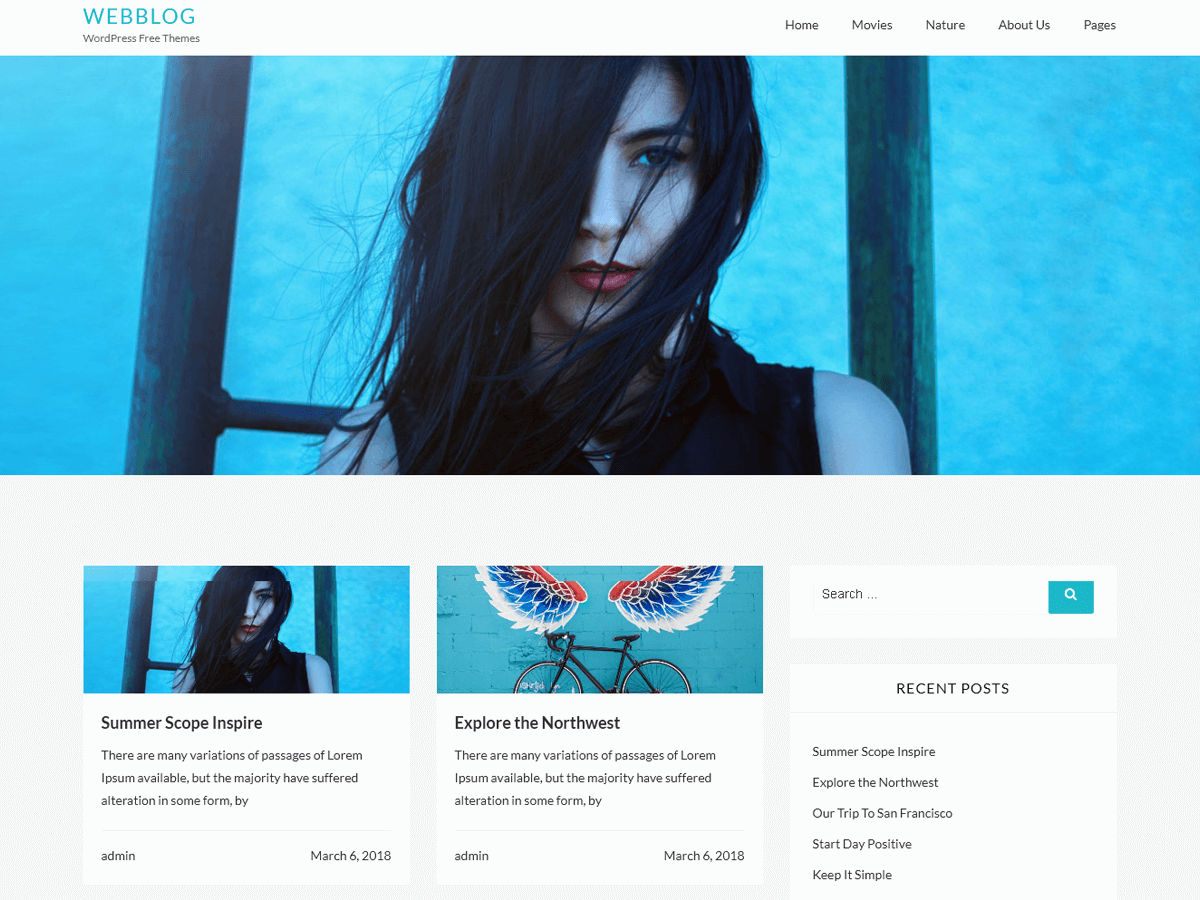 WEBBLOG
WordPress Free Themes
Home Movies Nature About Us Pages
Summer Scope Inspire
There are many variations of passages of Lorem
Ipsum available, but the majority have suffered
alteration in some form, by
admin March 6, 2018
Explore the Northwest
There are many variations of passages of Lorem
Ipsum available, but the majority have suffered
alteration in some form, by
admin March 6, 2018
Search ...
RECENT POSTS
Summer Scope Inspire
Explore the Northwest
Our Trip To San Francisco
Start Day Positive
Keep It Simple